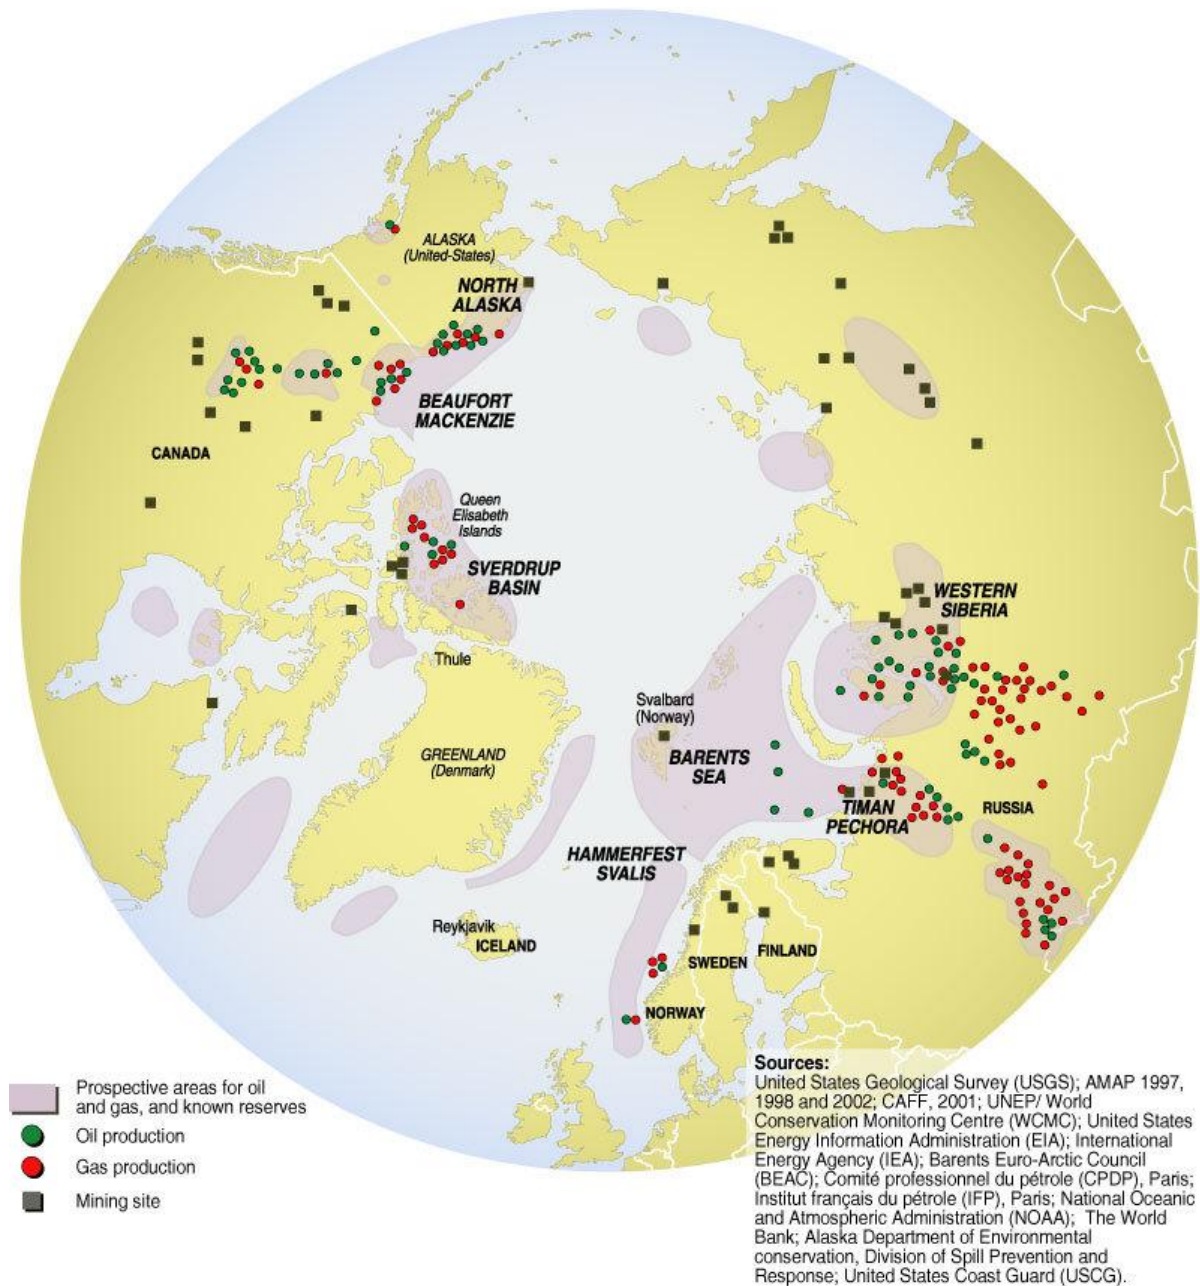 ALASKA
(United-States)
NORTH
ALASKA
BEAUFORT
MACKENZIE
CANADA
Queen
Elisabeth
Islands
SVERDRUP
BASIN
WESTERN
SIBERIA
Thule
Svalbard
(Norway)
GREENLAND
(Denmark)
BARENTS
SEA
TIMAN
PECHORA
RUSSIA
HAMMERFEST
SVALIS
Reykjavik
ICELAND
SWEDEN
FINLAND
NORWAY
Prospective areas for oil
and gas, and known reserves
Oil production
Gas production
Mining site
Sources:
United States Geological Survey (USGS); AMAP 1997,
1998 and 2002; CAFF, 2001; UNEP/ World
Conservation Monitoring Centre (WCMC); United States
Energy Information Administration (EIA); International
Energy Agency (IEA); Barents Euro-Arctic Council
(BEAC); Comité professionnel du pétrole (CPDP), Paris;
Institut français du pétrole (IFP), Paris; National Oceanic
and Atmospheric Administration (NOAA); The World
Bank; Alaska Department of Environmental
conservation, Division of Spill Prevention and
Response; United States Coast Guard (USCG).